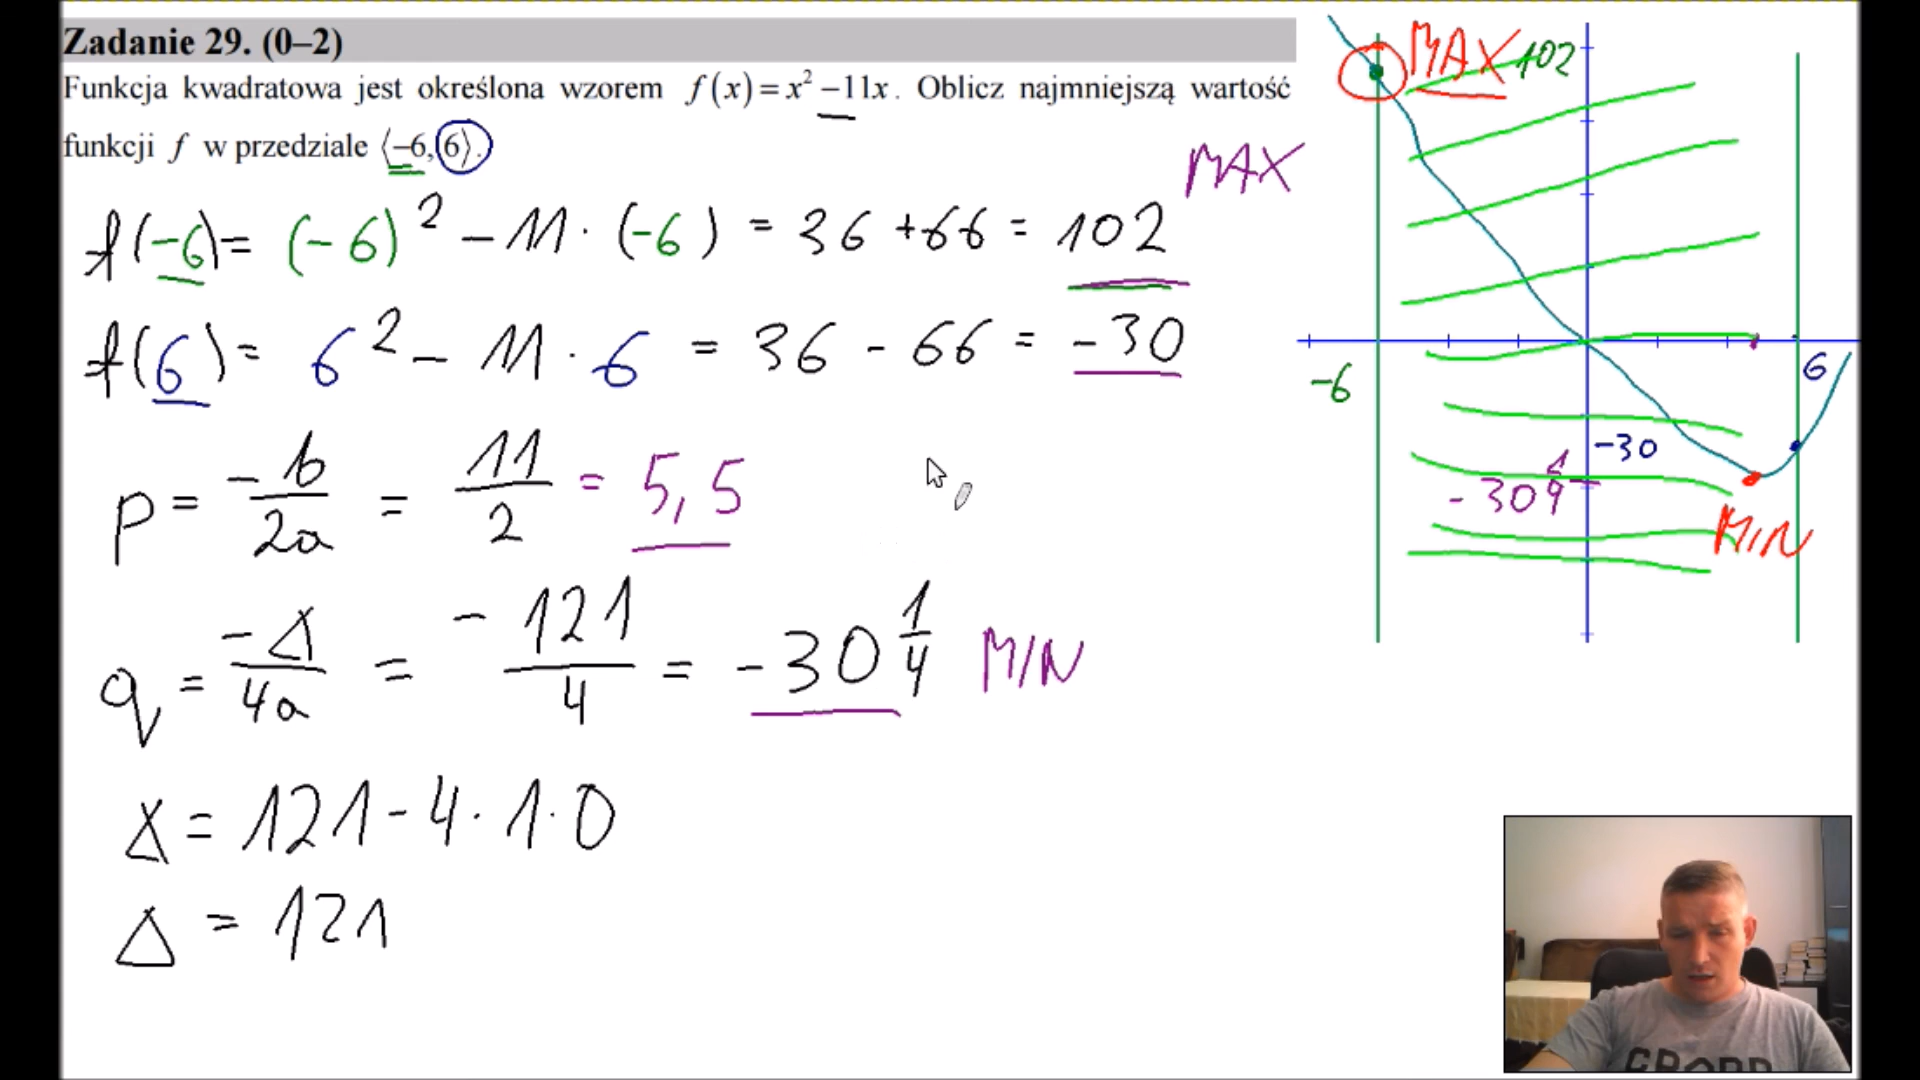 Zadanie 29. (0–2)
Funkcja kwadratowa jest określona wzorem f(x)=x²−11x. Oblicz najmniejszą wartość
funkcji f w przedziale ⟨−6,6⟩.
MAX
f(-6)= (-6)² - 11·(-6) = 36 + 66 = 102
f(6)= 6² - 11·6 = 36 - 66 = -30
p = -b/2a = 11/2 = 5,5
q = -Δ/4a = -121/4 = -30 1/4 MIN
Δ = 121 - 4·1·0
Δ = 121
MAX 102
-6
6
-30
-30 1/4
MIN